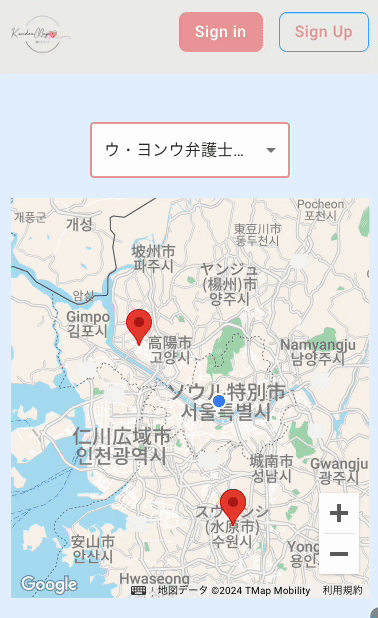 Sign in
Sign Up
ウ・ヨンウ弁護士…
개풍군
개성
Pocheon
포천시
東豆川市
동두천시
坡州市
파주시
ヤンジュ
(楊州)市
양주시
암실
Gimpo
김포시
高陽市
고양시
Namyangju
남양주시
ソウル特別市
서울특별시
仁川広域市
인천광역시
城南市
성남시
Gwangju
광주시
スウォンシ
(水原市)
수원시
安山市
안산시
Yong
용인
Hwaseong
Google
地図データ ©2024 TMap Mobility
利用規約